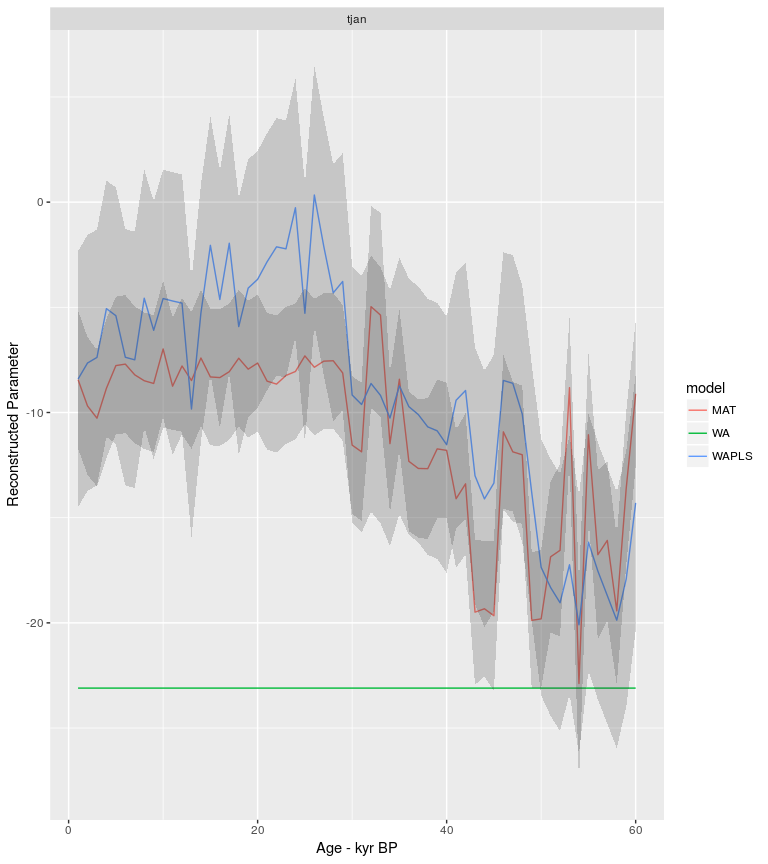 tjan
Reconstructed Parameter
0
-10
-20
0
20
40
60
Age - kyr BP
model
MAT
WA
WAPLS